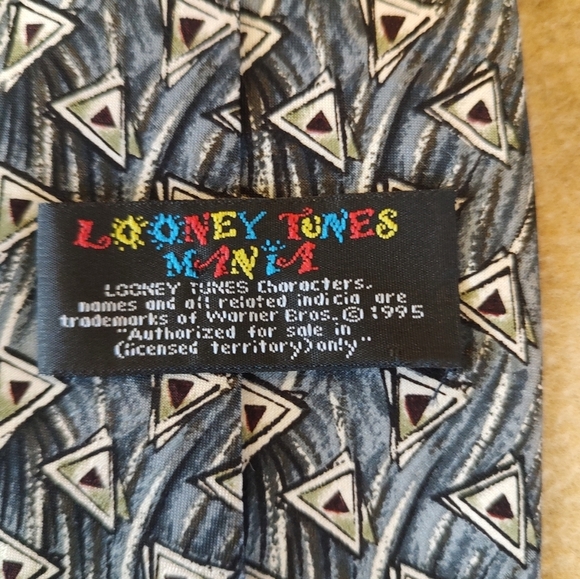 LOONEY TUNES
MANIA
LOONEY TUNES Characters,
names and all related indicia are
trademarks of Warner Bros. © 1995
"Authorized for sale in
(licensed territory) only"